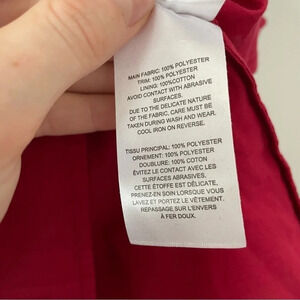 MAIN FABRIC: 100% POLYESTER
TRIM: 100% POLYESTER
LINING: 100%COTTON
AVOID CONTACT WITH ABRASIVE
SURFACES.
DUE TO THE DELICATE NATURE
OF THE FABRIC, CARE MUST BE
TAKEN DURING WASH AND WEAR.
COOL IRON ON REVERSE.
TISSU PRINCIPAL: 100% POLYESTER
ORNEMENT: 100% POLYESTER
DOUBLURE: 100% COTON
ÉVITEZ LE CONTACT AVEC LES
SURFACES ABRASIVES.
CETTE ÉTOFFE EST DÉLICATE,
PRENEZ-EN SOIN LORSQUE VOUS
LAVEZ ET PORTEZ LE VÊTEMENT.
REPASSAGE SUR L'ENVERS
À FER DOUX.